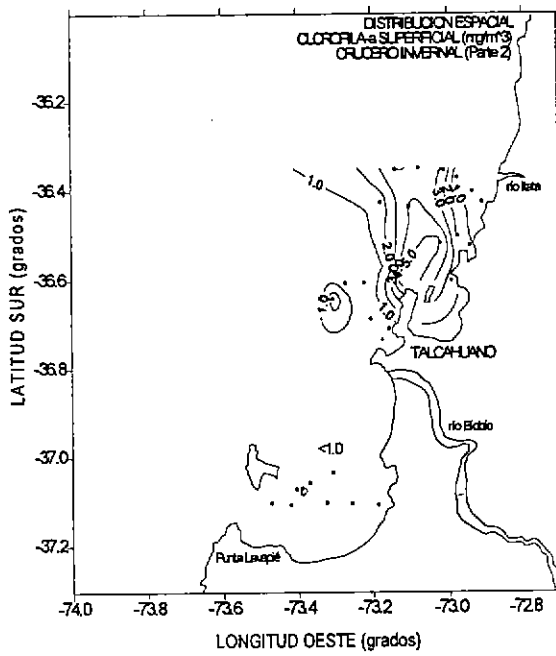 DISTRIBUCION ESPACIAL
CLOROFILA-a SUPERFICIAL (mg/m^3)
CRUCERO INVERNAL (Parte 2)
-36.2
1.0
río Itata
-36.4
2.0
LATITUD SUR (grados)
-36.6
1.0
1.0
TALCAHUANO
-36.8
río Biobío
<1.0
-37.0
-37.2
Punta Lavapié
-74.0 -73.8 -73.6 -73.4 -73.2 -73.0 -72.8
LONGITUD OESTE (grados)